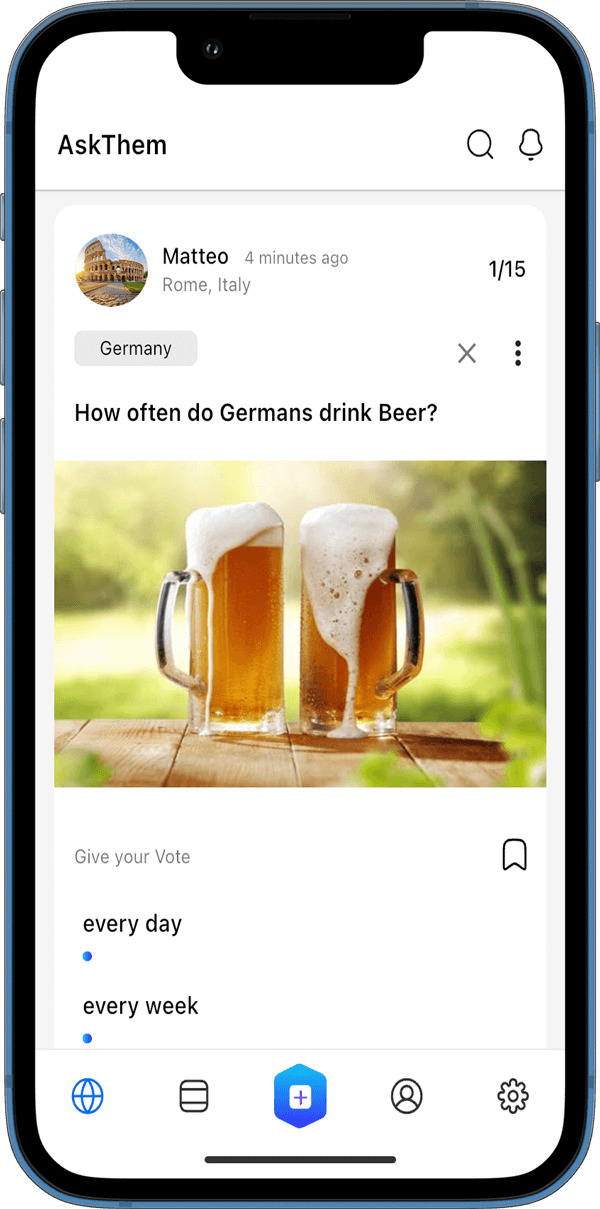 AskThem
Matteo 4 minutes ago
Rome, Italy
1/15
Germany
How often do Germans drink Beer?
Give your Vote
every day
every week